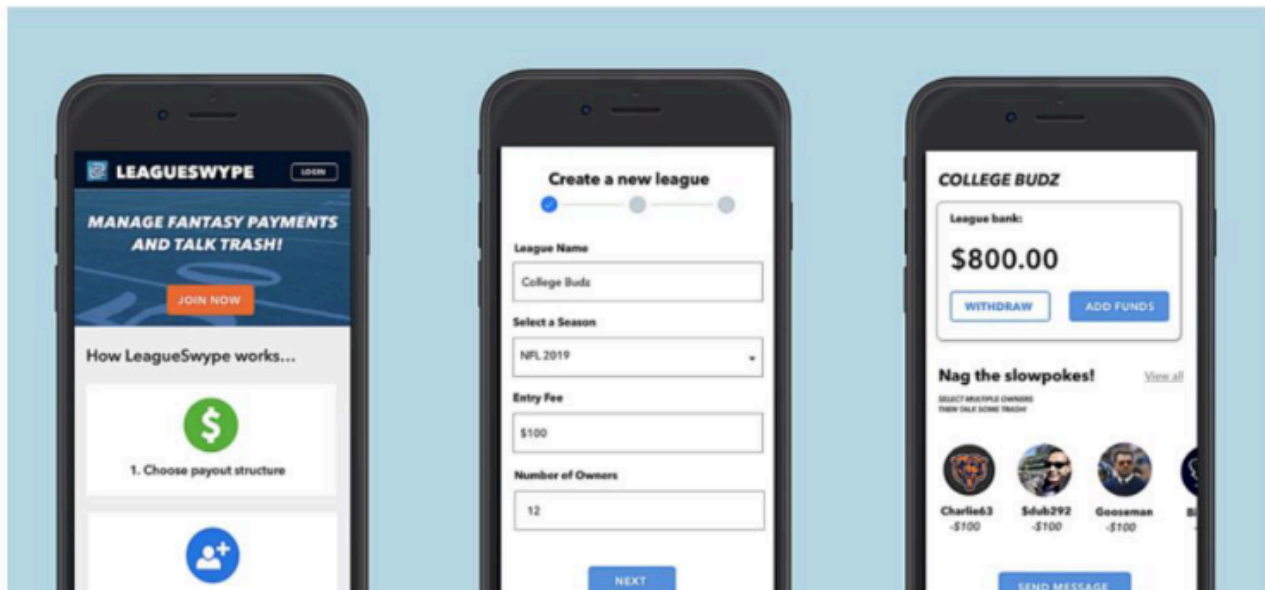 LEAGUESWYPE
LOGIN
MANAGE FANTASY PAYMENTS
AND TALK TRASH!
JOIN NOW
How LeagueSwype works...
$
1. Choose payout structure
Create a new league
League Name
College Budz
Select a Season
NFL 2019
Entry Fee
$100
Number of Owners
12
NEXT
COLLEGE BUDZ
League bank:
$800.00
WITHDRAW
ADD FUNDS
Nag the slowpokes!
View all
SELECT MULTIPLE OWNERS
THEN TALK SOME TRASH!
Charlie63
$dub292
Gooseman
-$100
-$100
-$100
SEND MESSAGE